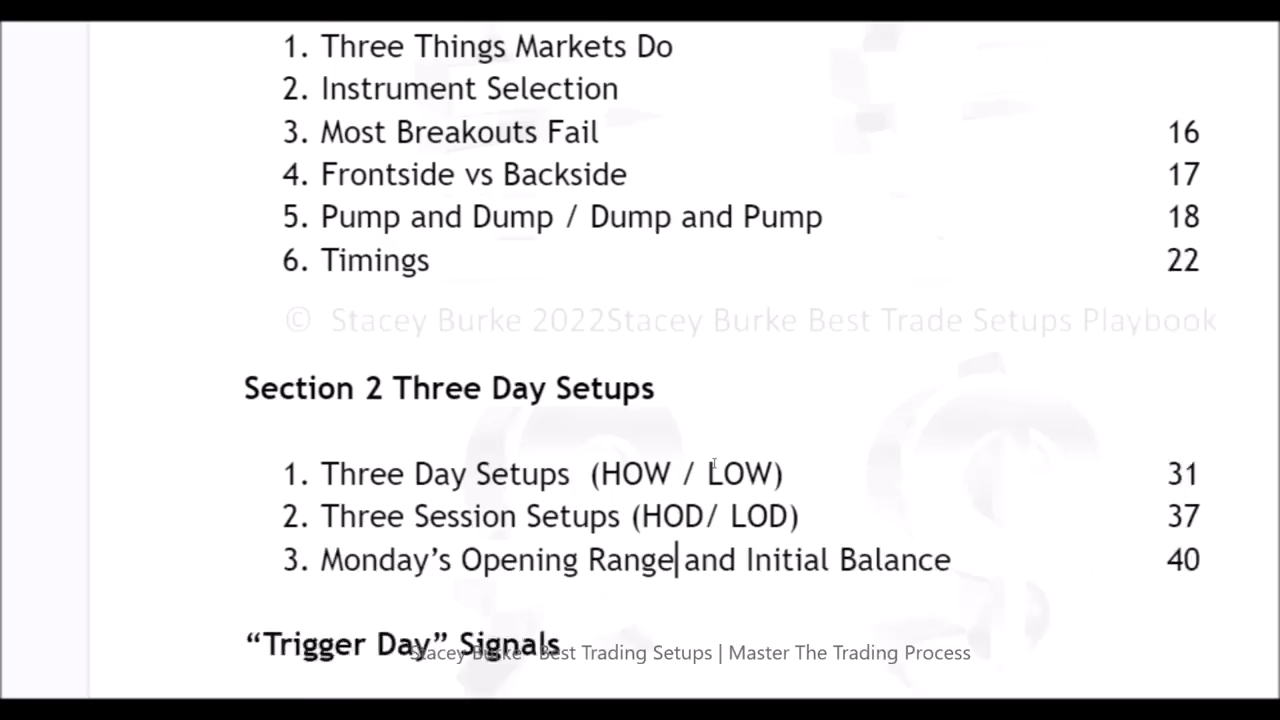 1. Three Things Markets Do
2. Instrument Selection
3. Most Breakouts Fail 16
4. Frontside vs Backside 17
5. Pump and Dump / Dump and Pump 18
6. Timings 22
© Stacey Burke 2022Stacey Burke Best Trade Setups Playbook
Section 2 Three Day Setups
1. Three Day Setups (HOW / LOW) 31
2. Three Session Setups (HOD/ LOD) 37
3. Monday’s Opening Range and Initial Balance 40
“Trigger Day” Signals
Stacey Burke - Best Trading Setups | Master The Trading Process